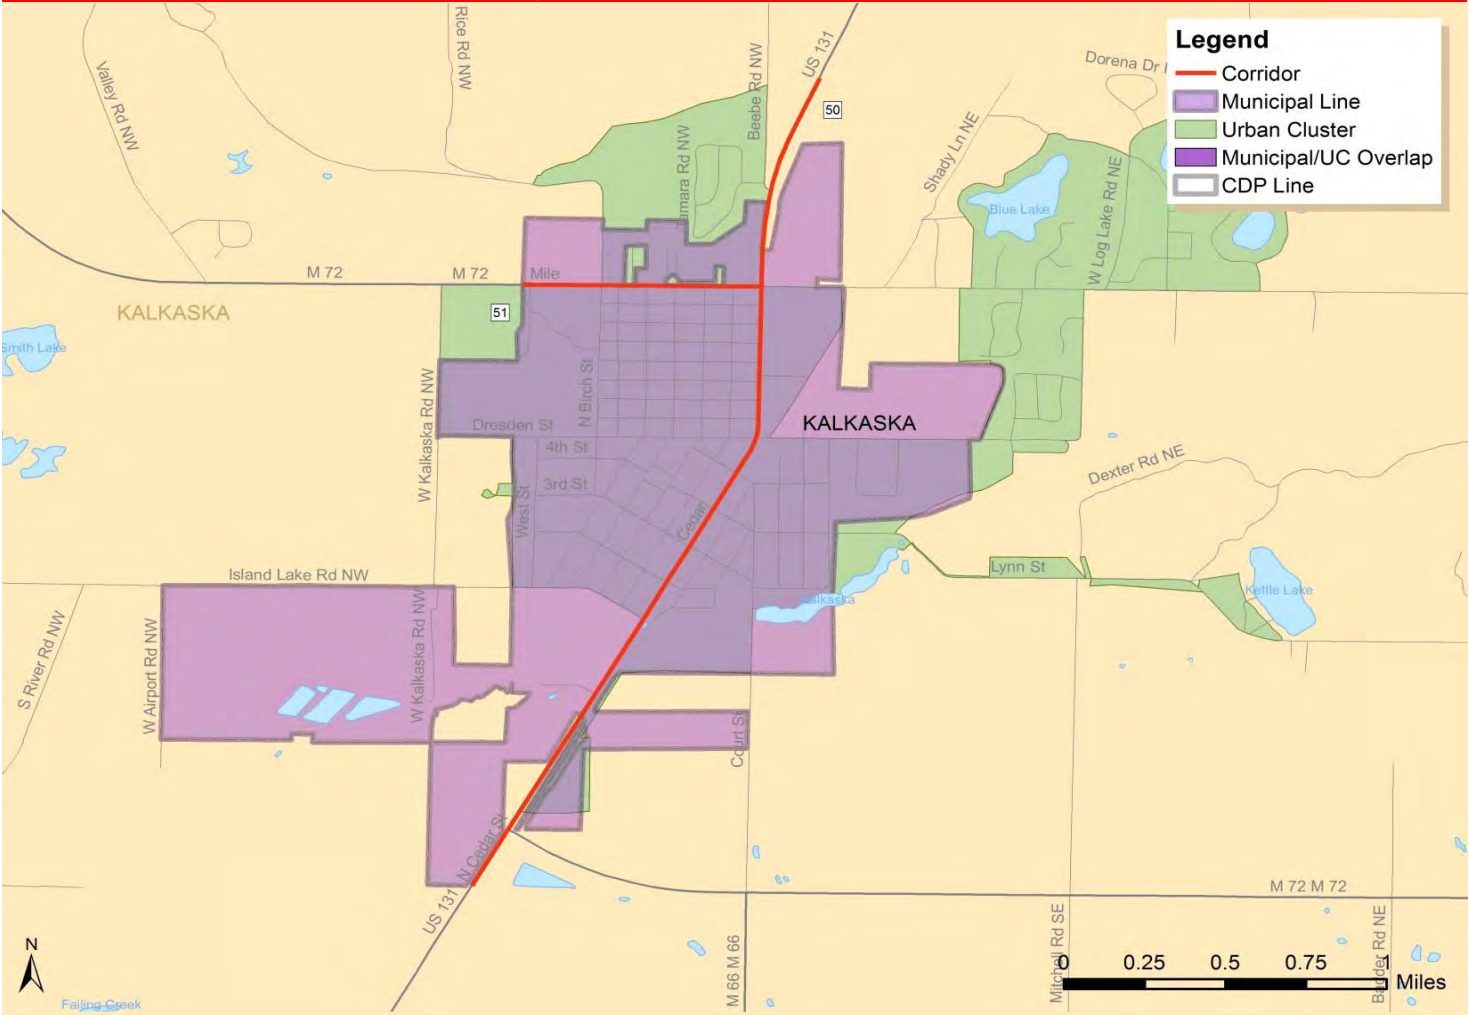 Legend
Corridor
Municipal Line
Urban Cluster
Municipal/UC Overlap
CDP Line
Rice Rd NW
US 131
Beebe Rd NW
Valley Rd NW
Dorena Dr
50
Shady Ln NE
amara Rd NW
Blue Lake
W Log Lake Rd NE
M 72
M 72
Mile
KALKASKA
51
Smith Lake
N Birch St
W Kalkaska Rd NW
Dresden St
KALKASKA
4th St
Dexter Rd NE
3rd St
West St
Cedar
Island Lake Rd NW
Lynn St
Kettle Lake
Kalkaska
S River Rd NW
W Airport Rd NW
W Kalkaska Rd NW
Court St
N Cedar St
US 131
M 72 M 72
Mitchell Rd SE
Badder Rd NE
M 66 M 66
N
0 0.25 0.5 0.75 1
Miles
Failing Creek